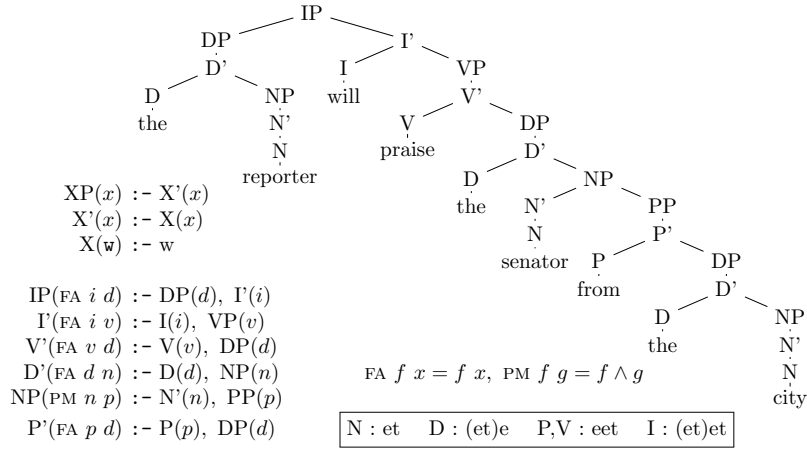 IP
DP I'
D' I VP
D NP will V'
the N' V DP
N praise D'
reporter D NP
the N' PP
N P'
senator P DP
from D'
D NP
the N'
N
city
XP(x) :- X'(x)
X'(x) :- X(x)
X(w) :- w
IP(FA i d) :- DP(d), I'(i)
I'(FA i v) :- I(i), VP(v)
V'(FA v d) :- V(v), DP(d)
D'(FA d n) :- D(d), NP(n)
NP(PM n p) :- N'(n), PP(p)
P'(FA p d) :- P(p), DP(d)
FA f x = f x, PM f g = f ∧ g
N : et D : (et)e P,V : eet I : (et)et